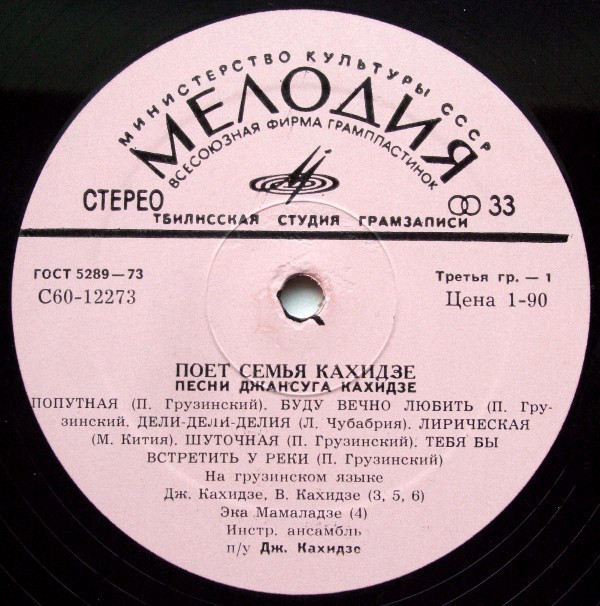 МИНИСТЕРСТВО КУЛЬТУРЫ СССР
МЕЛОДИЯ
ВСЕСОЮЗНАЯ ФИРМА ГРАМПЛАСТИНОК
СТЕРЕО
33
ТБИЛИССКАЯ СТУДИЯ ГРАМЗАПИСИ
ГОСТ 5289—73
Третья гр. — 1
С60-12273
Цена 1-90
ПОЕТ СЕМЬЯ КАХИДЗЕ
ПЕСНИ ДЖАНСУГА КАХИДЗЕ
ПОПУТНАЯ (П. Грузинский). БУДУ ВЕЧНО ЛЮБИТЬ (П. Гру-
зинский. ДЕЛИ-ДЕЛИ-ДЕЛИЯ (Л. Чубабрия). ЛИРИЧЕСКАЯ
(М. Кития). ШУТОЧНАЯ (П. Грузинский). ТЕБЯ БЫ
ВСТРЕТИТЬ У РЕКИ (П. Грузинский)
На грузинском языке
Дж. Кахидзе, В. Кахидзе (3, 5, 6)
Эка Мамаладзе (4)
Инстр. ансамбль
п/у Дж. Кахидзе